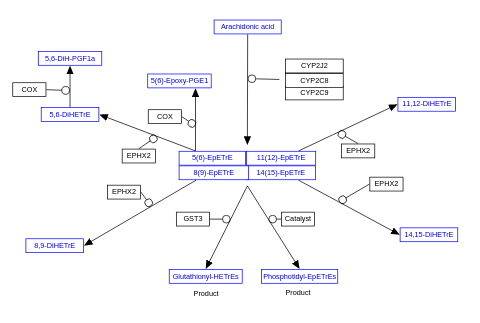 Arachidonic acid
5,6-DiH-PGF1a
CYP2J2
5(6)-Epoxy-PGE1
CYP2C8
COX
CYP2C9
11,12-DiHETrE
5,6-DiHETrE
COX
EPHX2
EPHX2
5(6)-EpETrE
11(12)-EpETrE
8(9)-EpETrE
14(15)-EpETrE
EPHX2
EPHX2
GST3
Catalyst
14,15-DiHETrE
8,9-DiHETrE
Glutathionyl-HETrEs
Phosphotidyl-EpETrEs
Product
Product